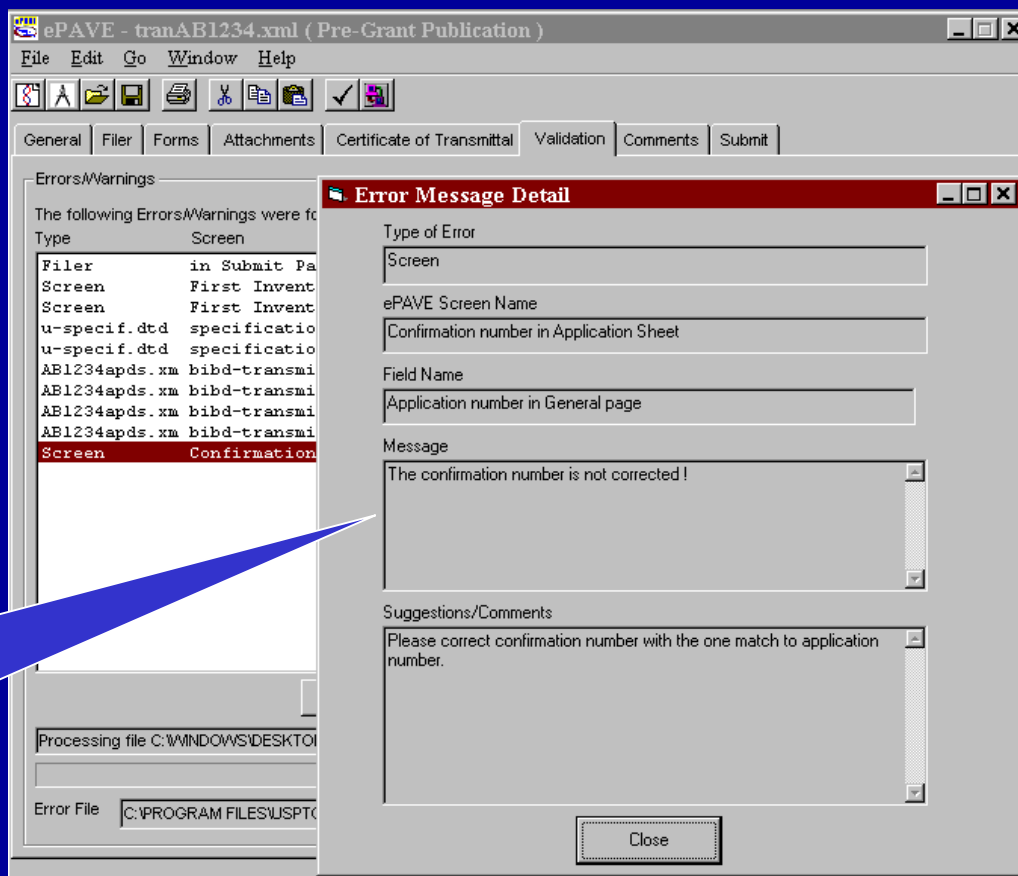 ePAVE - tranAB1234.xml ( Pre-Grant Publication )
File Edit Go Window Help
General Filer Forms Attachments Certificate of Transmittal Validation Comments Submit
Errors/Warnings
The following Errors/Warnings were fo
Type Screen
Filer in Submit Pa
Screen First Invent
Screen First Invent
u-specif.dtd specificatio
u-specif.dtd specificatio
AB1234apds.xm bibd-transmi
AB1234apds.xm bibd-transmi
AB1234apds.xm bibd-transmi
AB1234apds.xm bibd-transmi
Screen Confirmation
Processing file C:\WINDOWS\DESKTO
Error File C:\PROGRAM FILES\USPTO
Error Message Detail
Type of Error
Screen
ePAVE Screen Name
Confirmation number in Application Sheet
Field Name
Application number in General page
Message
The confirmation number is not corrected !
Suggestions/Comments
Please correct confirmation number with the one match to application
number.
Close